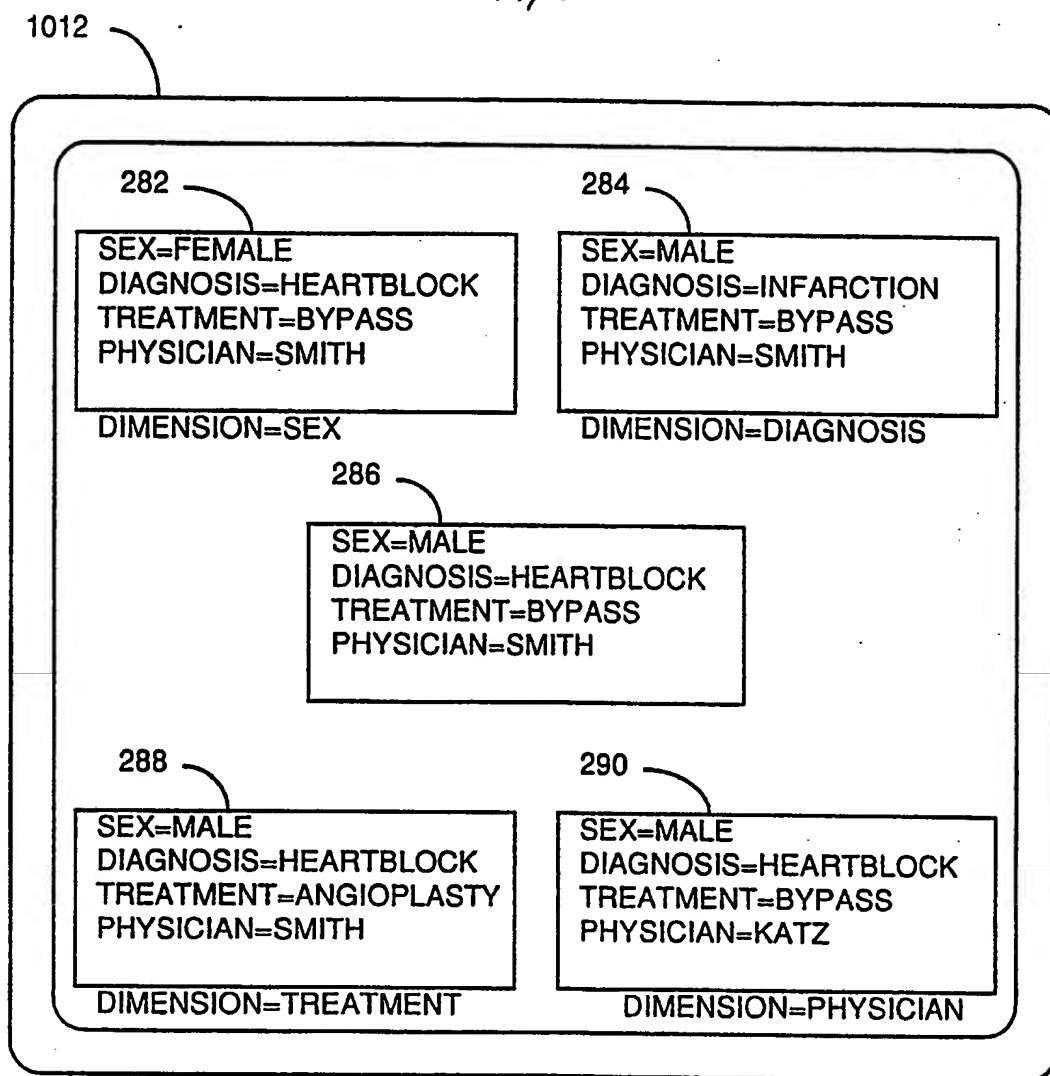 1012
282
SEX=FEMALE
DIAGNOSIS=HEARTBLOCK
TREATMENT=BYPASS
PHYSICIAN=SMITH
DIMENSION=SEX
284
SEX=MALE
DIAGNOSIS=INFARCTION
TREATMENT=BYPASS
PHYSICIAN=SMITH
DIMENSION=DIAGNOSIS
286
SEX=MALE
DIAGNOSIS=HEARTBLOCK
TREATMENT=BYPASS
PHYSICIAN=SMITH
288
SEX=MALE
DIAGNOSIS=HEARTBLOCK
TREATMENT=ANGIOPLASTY
PHYSICIAN=SMITH
DIMENSION=TREATMENT
290
SEX=MALE
DIAGNOSIS=HEARTBLOCK
TREATMENT=BYPASS
PHYSICIAN=KATZ
DIMENSION=PHYSICIAN